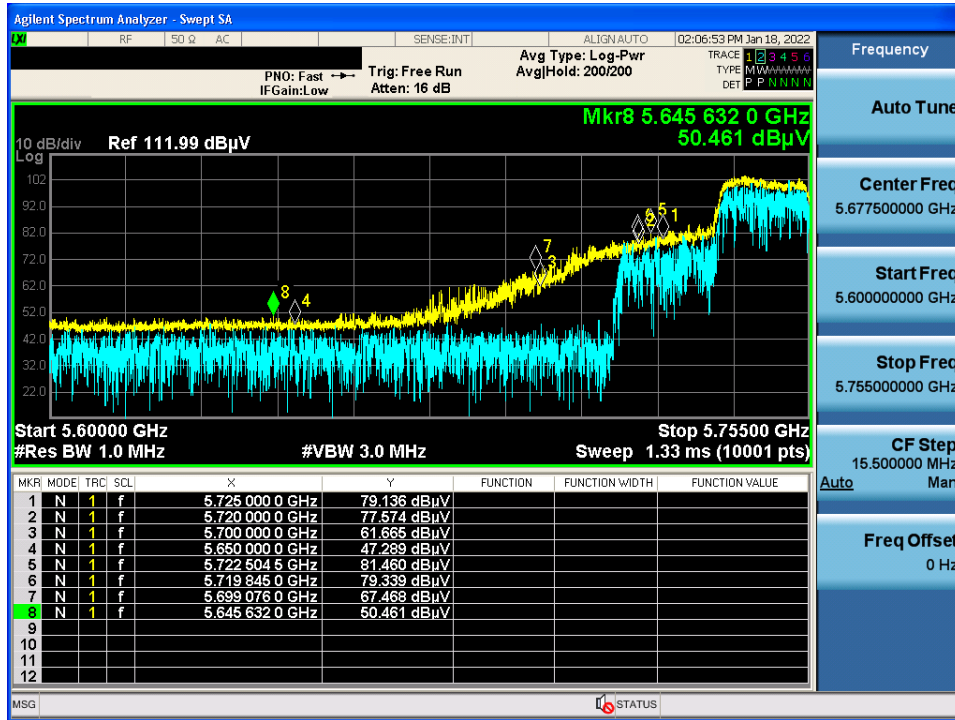 Agilent Spectrum Analyzer - Swept SA
LXI RF 50 Ω AC SENSE:INT ALIGN AUTO 02:06:53 PM Jan 18, 2022
PNO: Fast Trig: Free Run Avg Type: Log-Pwr TRACE 1 2 3 4 5 6
IFGain:Low Atten: 16 dB Avg|Hold: 200/200 TYPE M WWWWW
DET P P N N N N
Mkr8 5.645 632 0 GHz
50.461 dBµV
10 dB/div Ref 111.99 dBµV
Log
102
92.0
82.0
72.0
62.0
52.0
42.0
32.0
22.0
8 4 7 3 2 5 1
Start 5.60000 GHz Stop 5.75500 GHz
#Res BW 1.0 MHz #VBW 3.0 MHz Sweep 1.33 ms (10001 pts)
MKR MODE TRC SCL X Y FUNCTION FUNCTION WIDTH FUNCTION VALUE
1 N 1 f 5.725 000 0 GHz 79.136 dBµV
2 N 1 f 5.720 000 0 GHz 77.574 dBµV
3 N 1 f 5.700 000 0 GHz 61.665 dBµV
4 N 1 f 5.650 000 0 GHz 47.289 dBµV
5 N 1 f 5.722 504 5 GHz 81.460 dBµV
6 N 1 f 5.719 845 0 GHz 79.339 dBµV
7 N 1 f 5.699 076 0 GHz 67.468 dBµV
8 N 1 f 5.645 632 0 GHz 50.461 dBµV
9
10
11
12
MSG STATUS
Frequency
Auto Tune
Center Freq
5.677500000 GHz
Start Freq
5.600000000 GHz
Stop Freq
5.755000000 GHz
CF Step
15.500000 MHz
Auto Man
Freq Offset
0 Hz